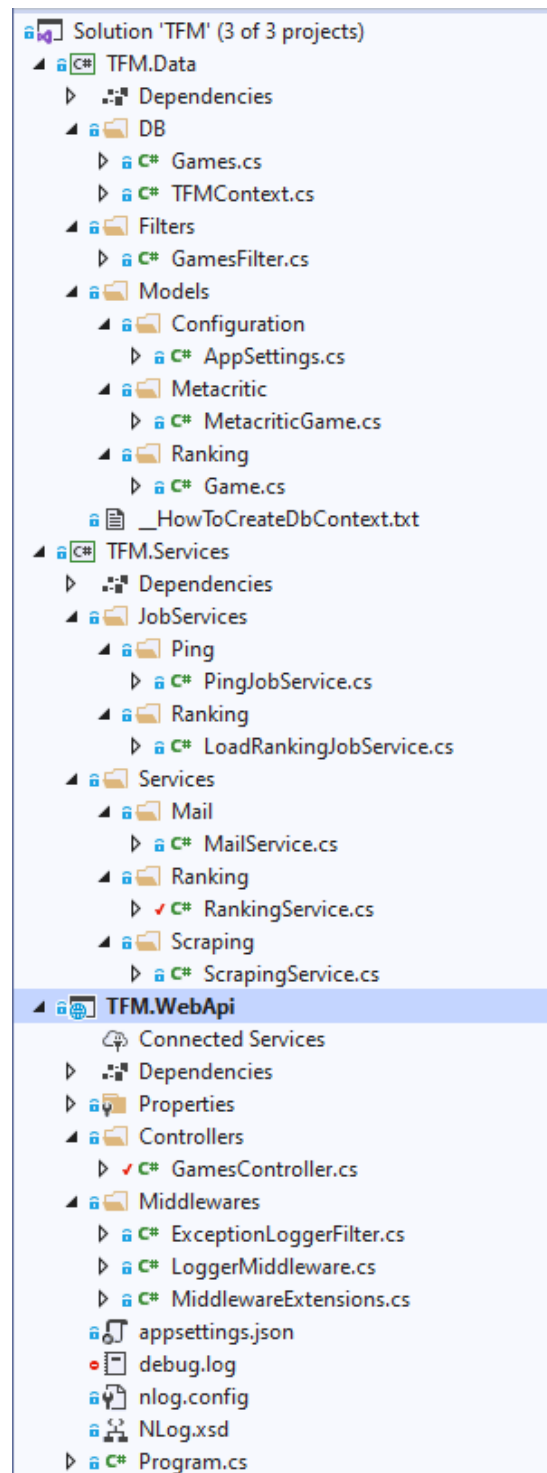 Solution 'TFM' (3 of 3 projects)
C# TFM.Data
Dependencies
DB
C# Games.cs
C# TFMContext.cs
Filters
C# GamesFilter.cs
Models
Configuration
C# AppSettings.cs
Metacritic
C# MetacriticGame.cs
Ranking
C# Game.cs
__HowToCreateDbContext.txt
C# TFM.Services
Dependencies
JobServices
Ping
C# PingJobService.cs
Ranking
C# LoadRankingJobService.cs
Services
Mail
C# MailService.cs
Ranking
C# RankingService.cs
Scraping
C# ScrapingService.cs
TFM.WebApi
Connected Services
Dependencies
Properties
Controllers
C# GamesController.cs
Middlewares
C# ExceptionLoggerFilter.cs
C# LoggerMiddleware.cs
C# MiddlewareExtensions.cs
appsettings.json
debug.log
nlog.config
NLog.xsd
C# Program.cs